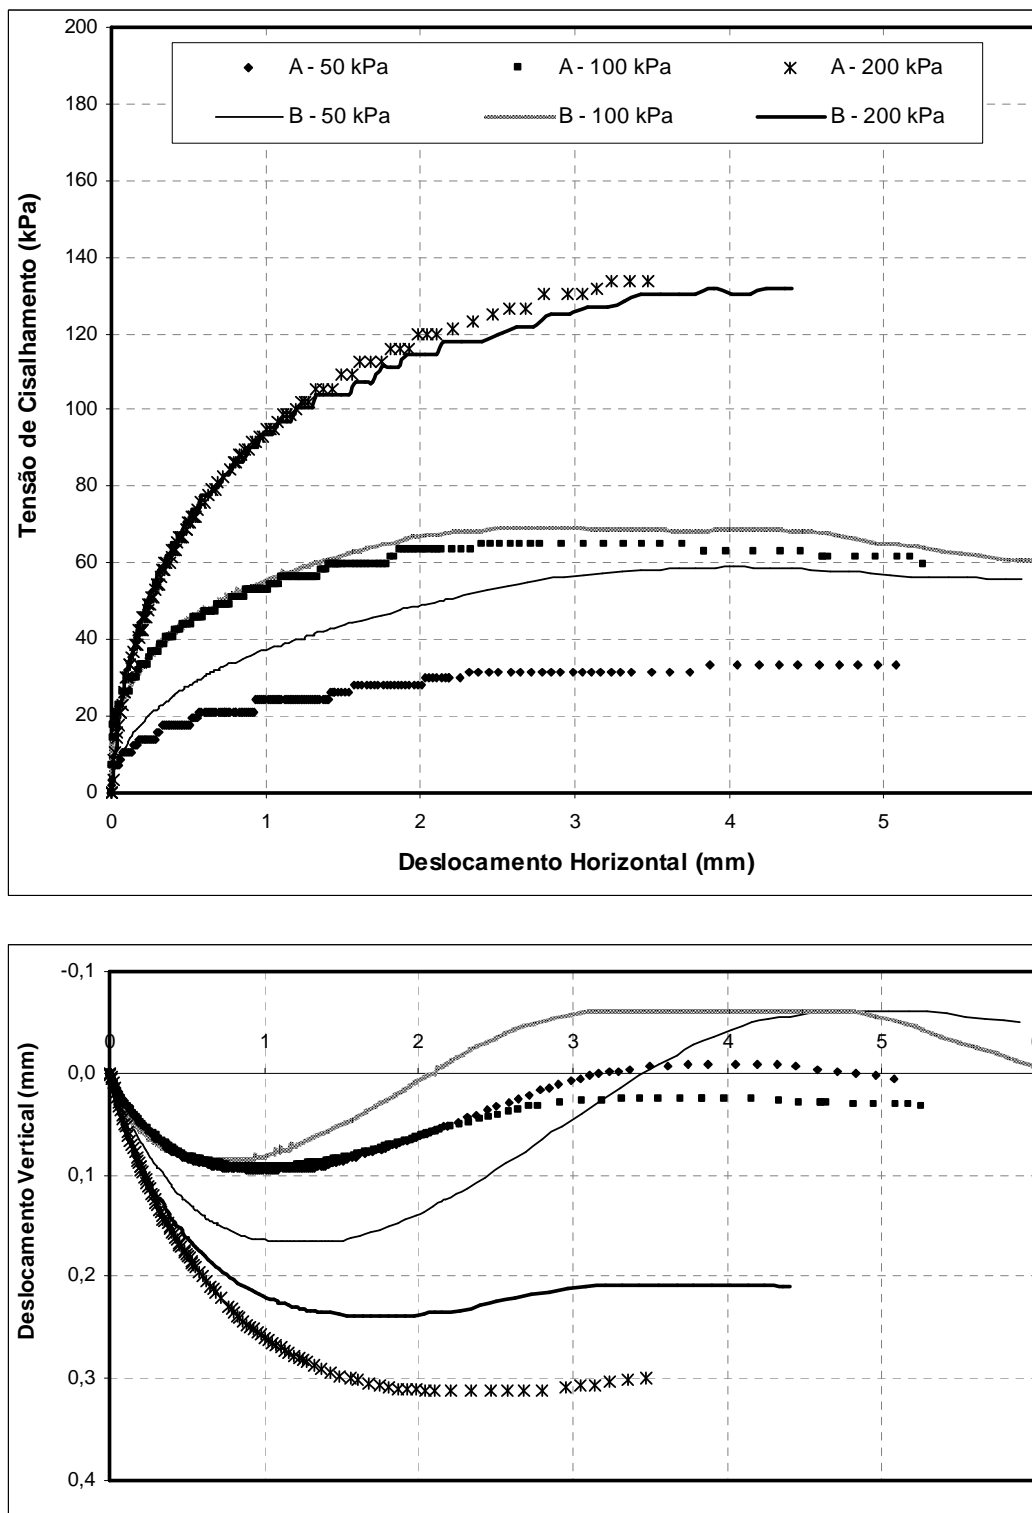 200
180
160
140
120
100
80
60
40
20
0
Tensão de Cisalhamento (kPa)
A - 50 kPa
A - 100 kPa
A - 200 kPa
B - 50 kPa
B - 100 kPa
B - 200 kPa
0 1 2 3 4 5
Deslocamento Horizontal (mm)
-0,1
0,0
0,1
0,2
0,3
0,4
Deslocamento Vertical (mm)
0 1 2 3 4 5